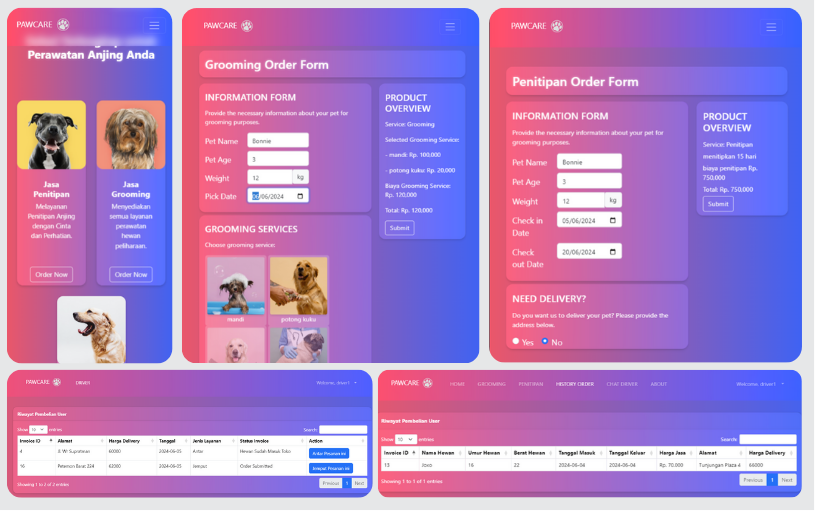 PAWCARE
Perawatan Anjing Anda
Jasa
Penitipan
Melayanan
Penitipan Anjing
dengan Cinta
dan Perhatian.
Order Now
Jasa
Grooming
Menyediakan
semua layanan
perawatan
hewan
peliharaan.
Order Now
PAWCARE
Grooming Order Form
INFORMATION FORM
Provide the necessary information about your pet for
grooming purposes.
Pet Name Bonnie
Pet Age 3
Weight 12 kg
Pick Date 06/06/2024
GROOMING SERVICES
Choose grooming service:
mandi
potong kuku
PRODUCT
OVERVIEW
Service: Grooming
Selected Grooming Service:
- mandi: Rp. 100,000
- potong kuku: Rp. 20,000
Biaya Grooming Service:
Rp. 120,000
Total: Rp. 120,000
Submit
PAWCARE
Penitipan Order Form
INFORMATION FORM
Provide the necessary information about your pet for
grooming purposes.
Pet Name Bonnie
Pet Age 3
Weight 12 kg
Check in 05/06/2024
Date
Check 20/06/2024
out Date
NEED DELIVERY?
Do you want us to deliver your pet? Please provide the
address below.
Yes No
PRODUCT
OVERVIEW
Service: Penitipan
menitipkan 15 hari
biaya penitipan Rp.
750,000
Total: Rp. 750,000
Submit
PAWCARE DRIVER Welcome, driver1
Riwayat Pembelian User
Show 10 entries Search:
Invoice ID Alamat Harga Delivery Tanggal Jenis Layanan Status Invoice Action
4 Jl. W. Supratman 60000 2024-06-05 Antar Hewan Sudah Masuk Toko Antar Pesanan ini
16 Peterson Barat 224 62000 2024-06-05 Jemput Order Submitted Jemput Pesanan ini
Showing 1 to 2 of 2 entries Previous 1 Next
PAWCARE HOME GROOMING PENITIPAN HISTORY ORDER CHAT DRIVER ABOUT Welcome, driver1
Riwayat Pembelian User
Show 10 entries Search:
Invoice ID Nama Hewan Umur Hewan Berat Hewan Tanggal Masuk Tanggal Keluar Harga Jasa Alamat Harga Delivery
13 Jovo 16 22 2024-06-04 2024-06-04 Rp. 70.000 Tunjungan Plaza 4 66000
Showing 1 to 1 of 1 entries Previous 1 Next